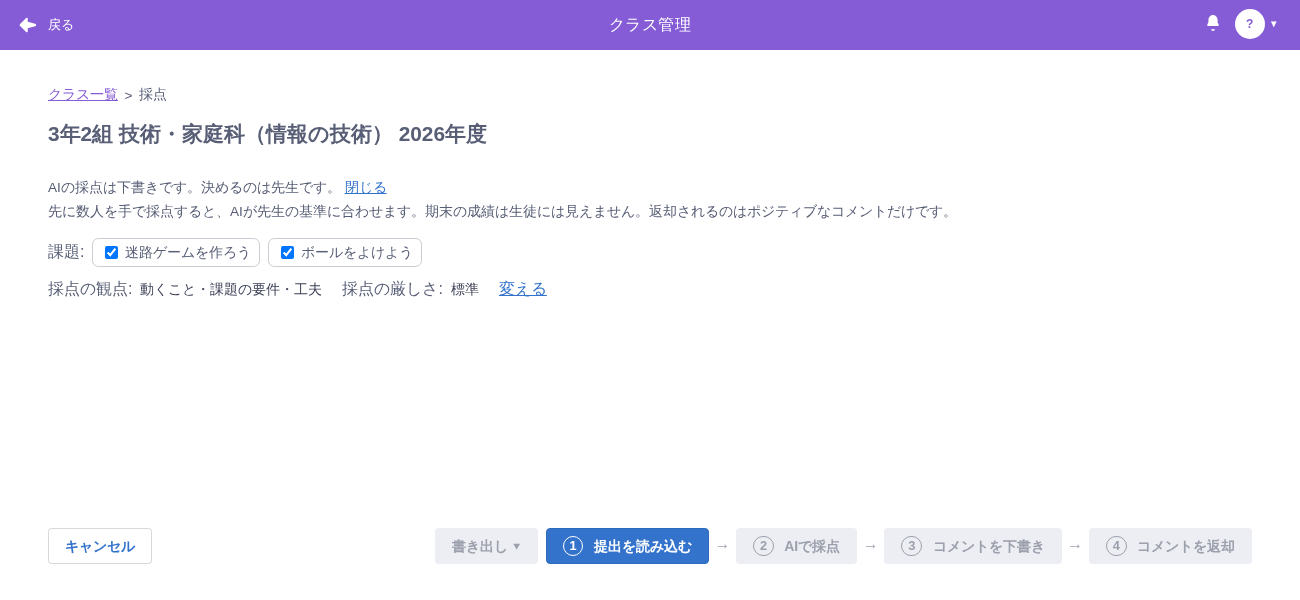 戻る
クラス管理
? ▼
クラス一覧 > 採点
3年2組 技術・家庭科（情報の技術） 2026年度
AIの採点は下書きです。決めるのは先生です。 閉じる
先に数人を手で採点すると、AIが先生の基準に合わせます。期末の成績は生徒には見えません。返却されるのはポジティブなコメントだけです。
課題: 迷路ゲームを作ろう ボールをよけよう
採点の観点: 動くこと・課題の要件・工夫 採点の厳しさ: 標準 変える
キャンセル 書き出し ▼ 1 提出を読み込む → 2 AIで採点 → 3 コメントを下書き → 4 コメントを返却